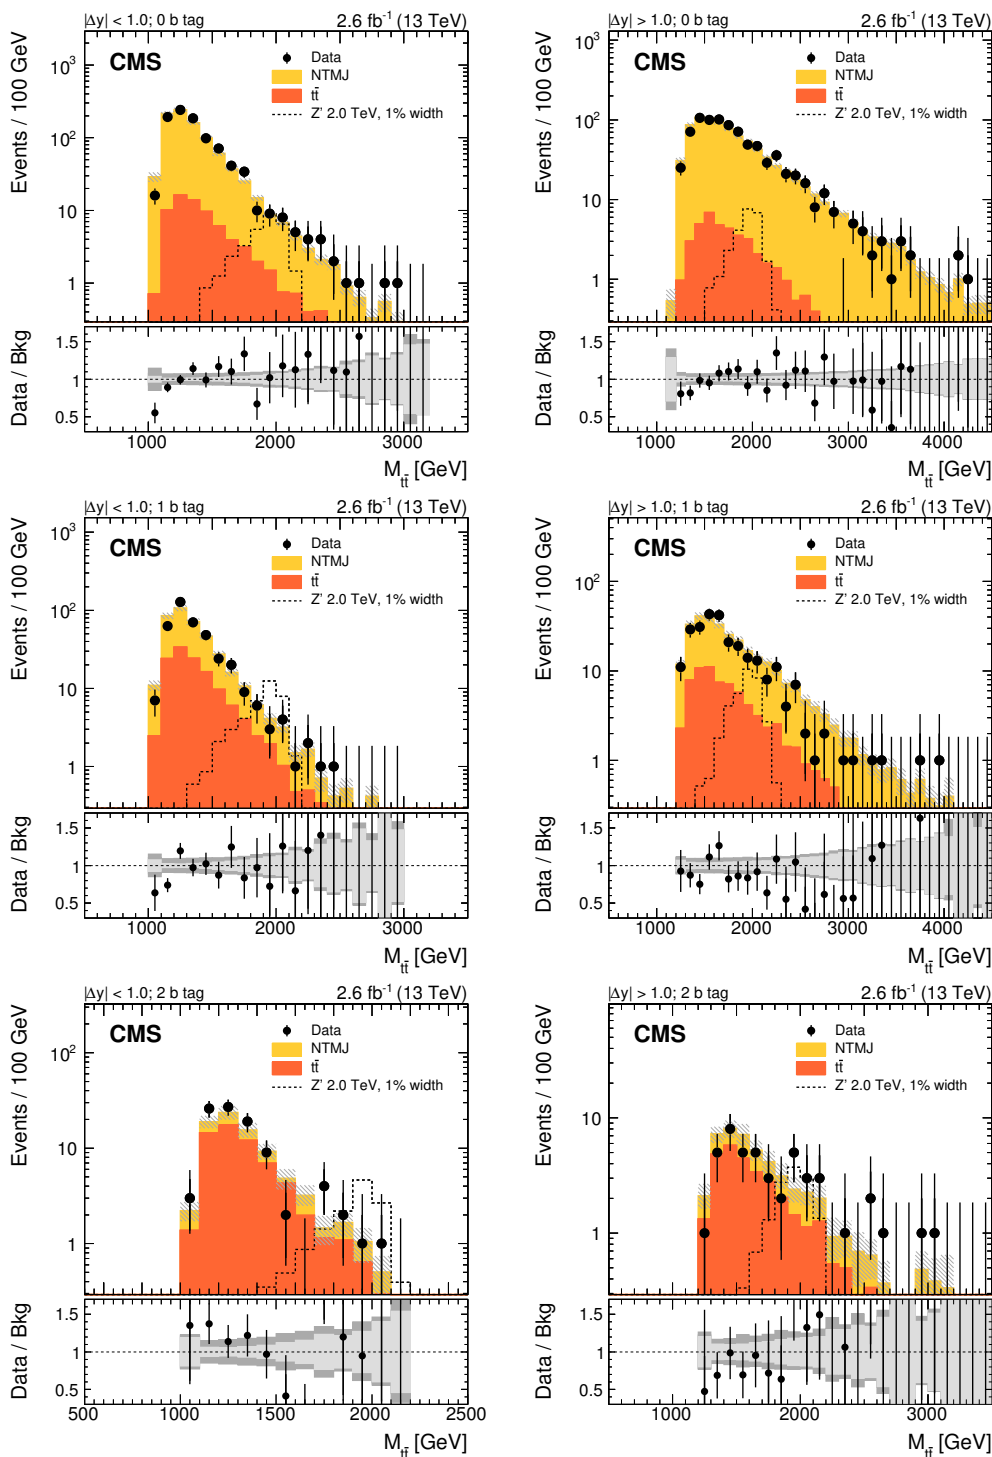 |Δy| < 1.0; 0 b tag 2.6 fb⁻¹ (13 TeV)
CMS
Data
NTMJ
tt̄
Z' 2.0 TeV, 1% width
Events / 100 GeV
10³
10²
10
1
Data / Bkg
1.5
1
0.5
1000 2000 3000
M_tt̄ [GeV]
|Δy| > 1.0; 0 b tag 2.6 fb⁻¹ (13 TeV)
CMS
Data
NTMJ
tt̄
Z' 2.0 TeV, 1% width
Events / 100 GeV
10³
10²
10
1
Data / Bkg
1.5
1
0.5
1000 2000 3000 4000
M_tt̄ [GeV]
|Δy| < 1.0; 1 b tag 2.6 fb⁻¹ (13 TeV)
CMS
Data
NTMJ
tt̄
Z' 2.0 TeV, 1% width
Events / 100 GeV
10³
10²
10
1
Data / Bkg
1.5
1
0.5
1000 2000 3000
M_tt̄ [GeV]
|Δy| > 1.0; 1 b tag 2.6 fb⁻¹ (13 TeV)
CMS
Data
NTMJ
tt̄
Z' 2.0 TeV, 1% width
Events / 100 GeV
10²
10
1
Data / Bkg
1.5
1
0.5
1000 2000 3000 4000
M_tt̄ [GeV]
|Δy| < 1.0; 2 b tag 2.6 fb⁻¹ (13 TeV)
CMS
Data
NTMJ
tt̄
Z' 2.0 TeV, 1% width
Events / 100 GeV
10²
10
1
Data / Bkg
1.5
1
0.5
500 1000 1500 2000 2500
M_tt̄ [GeV]
|Δy| > 1.0; 2 b tag 2.6 fb⁻¹ (13 TeV)
CMS
Data
NTMJ
tt̄
Z' 2.0 TeV, 1% width
Events / 100 GeV
10
1
Data / Bkg
1.5
1
0.5
1000 2000 3000
M_tt̄ [GeV]